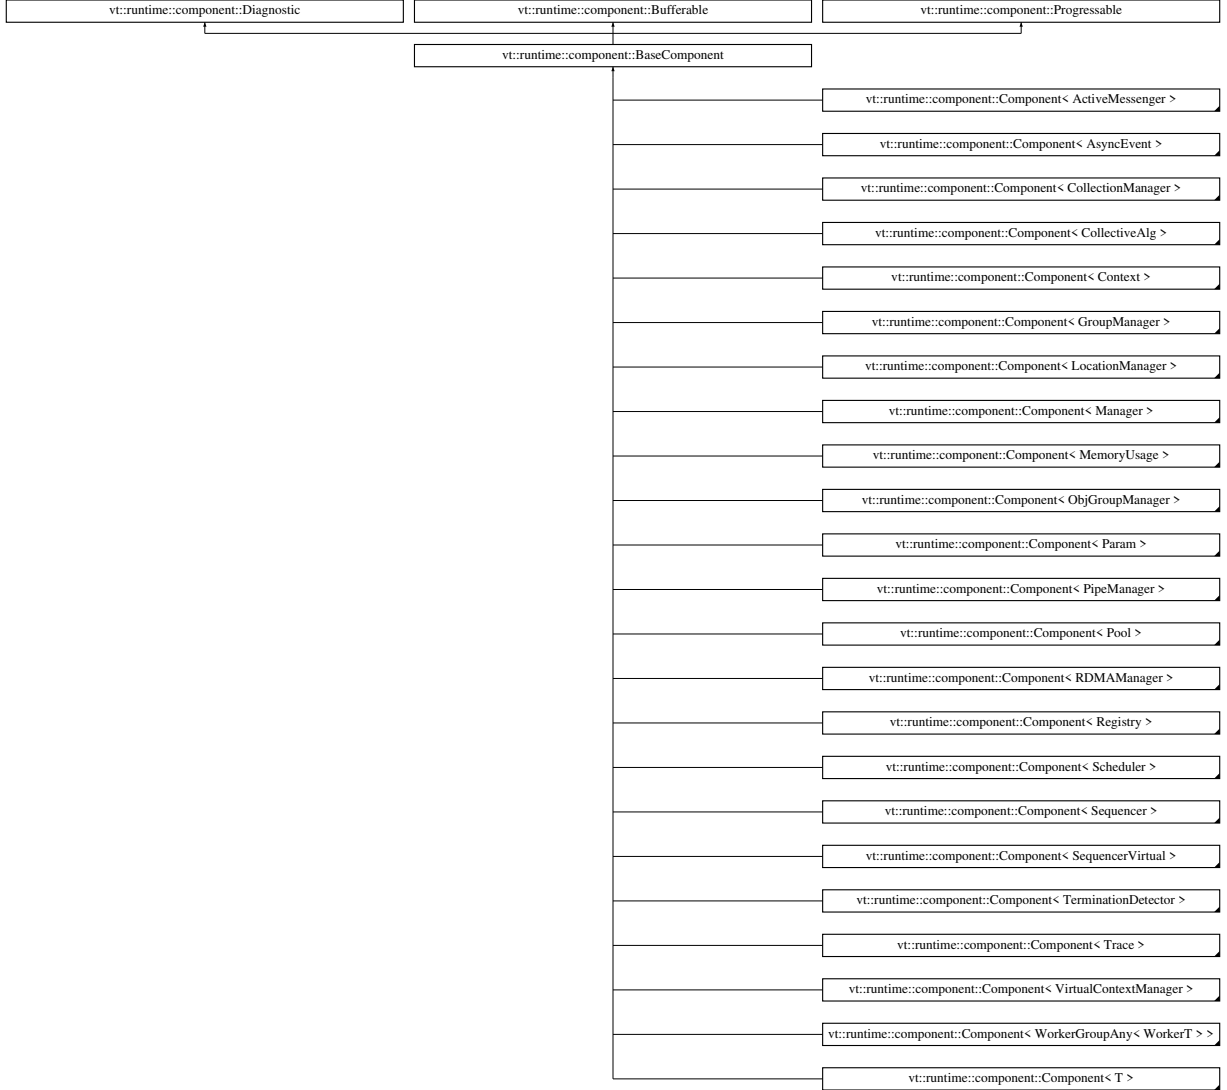 vt::runtime::component::Diagnostic
vt::runtime::component::Bufferable
vt::runtime::component::Progressable
vt::runtime::component::BaseComponent
vt::runtime::component::Component< ActiveMessenger >
vt::runtime::component::Component< AsyncEvent >
vt::runtime::component::Component< CollectionManager >
vt::runtime::component::Component< CollectiveAlg >
vt::runtime::component::Component< Context >
vt::runtime::component::Component< GroupManager >
vt::runtime::component::Component< LocationManager >
vt::runtime::component::Component< Manager >
vt::runtime::component::Component< MemoryUsage >
vt::runtime::component::Component< ObjGroupManager >
vt::runtime::component::Component< Param >
vt::runtime::component::Component< PipeManager >
vt::runtime::component::Component< Pool >
vt::runtime::component::Component< RDMAManager >
vt::runtime::component::Component< Registry >
vt::runtime::component::Component< Scheduler >
vt::runtime::component::Component< Sequencer >
vt::runtime::component::Component< SequencerVirtual >
vt::runtime::component::Component< TerminationDetector >
vt::runtime::component::Component< Trace >
vt::runtime::component::Component< VirtualContextManager >
vt::runtime::component::Component< WorkerGroupAny< WorkerT > >
vt::runtime::component::Component< T >